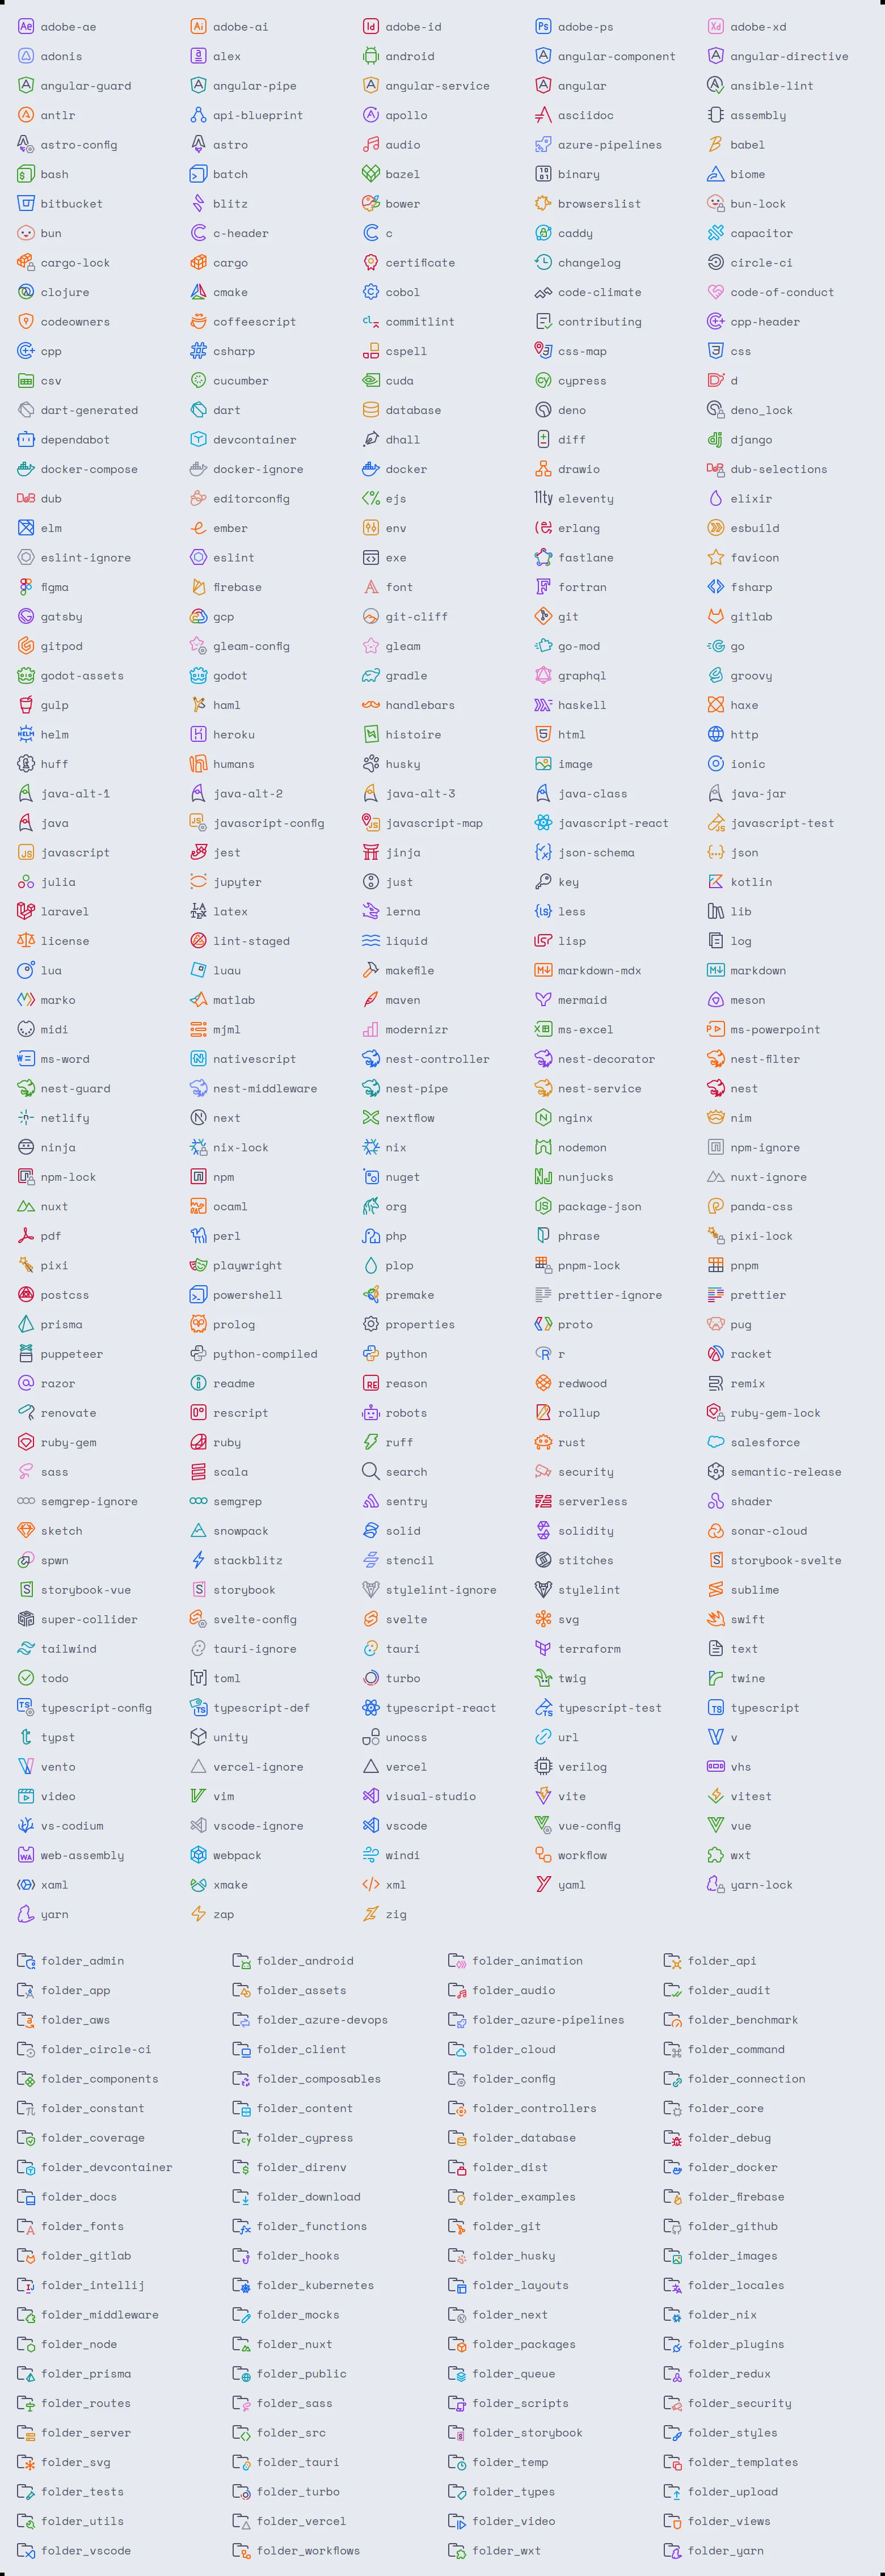 adobe-ae adobe-ai adobe-id adobe-ps adobe-xd
adonis alex android angular-component angular-directive
angular-guard angular-pipe angular-service angular ansible-lint
antlr api-blueprint apollo asciidoc assembly
astro-config astro audio azure-pipelines babel
bash batch bazel binary biome
bitbucket blitz bower browserslist bun-lock
bun c-header c caddy capacitor
cargo-lock cargo certificate changelog circle-ci
clojure cmake cobol code-climate code-of-conduct
codeowners coffeescript commitlint contributing cpp-header
cpp csharp cspell css-map css
csv cucumber cuda cypress d
dart-generated dart database deno deno_lock
dependabot devcontainer dhall diff django
docker-compose docker-ignore docker drawio dub-selections
dub editorconfig ejs eleventy elixir
elm ember env erlang esbuild
eslint-ignore eslint exe fastlane favicon
figma firebase font fortran fsharp
gatsby gcp git-cliff git gitlab
gitpod gleam-config gleam go-mod go
godot-assets godot gradle graphql groovy
gulp haml handlebars haskell haxe
helm heroku histoire html http
huff humans husky image ionic
java-alt-1 java-alt-2 java-alt-3 java-class java-jar
java javascript-config javascript-map javascript-react javascript-test
javascript jest jinja json-schema json
julia jupyter just key kotlin
laravel latex lerna less lib
license lint-staged liquid lisp log
lua luau makefile markdown-mdx markdown
marko matlab maven mermaid meson
midi mjml modernizr ms-excel ms-powerpoint
ms-word nativescript nest-controller nest-decorator nest-filter
nest-guard nest-middleware nest-pipe nest-service nest
netlify next nextflow nginx nim
ninja nix-lock nix nodemon npm-ignore
npm-lock npm nuget nunjucks nuxt-ignore
nuxt ocaml org package-json panda-css
pdf perl php phrase pixi-lock
pixi playwright plop pnpm-lock pnpm
postcss powershell premake prettier-ignore prettier
prisma prolog properties proto pug
puppeteer python-compiled python r racket
razor readme reason redwood remix
renovate rescript robots rollup ruby-gem-lock
ruby-gem ruby ruff rust salesforce
sass scala search security semantic-release
semgrep-ignore semgrep sentry serverless shader
sketch snowpack solid solidity sonar-cloud
spwn stackblitz stencil stitches storybook-svelte
storybook-vue storybook stylelint-ignore stylelint sublime
super-collider svelte-config svelte svg swift
tailwind tauri-ignore tauri terraform text
todo toml turbo twig twine
typescript-config typescript-def typescript-react typescript-test typescript
typst unity unocss url v
vento vercel-ignore vercel verilog vhs
video vim visual-studio vite vitest
vs-codium vscode-ignore vscode vue-config vue
web-assembly webpack windi workflow wxt
xaml xmake xml yaml yarn-lock
yarn zap zig
folder_admin folder_android folder_animation folder_api
folder_app folder_assets folder_audio folder_audit
folder_aws folder_azure-devops folder_azure-pipelines folder_benchmark
folder_circle-ci folder_client folder_cloud folder_command
folder_components folder_composables folder_config folder_connection
folder_constant folder_content folder_controllers folder_core
folder_coverage folder_cypress folder_database folder_debug
folder_devcontainer folder_direnv folder_dist folder_docker
folder_docs folder_download folder_examples folder_firebase
folder_fonts folder_functions folder_git folder_github
folder_gitlab folder_hooks folder_husky folder_images
folder_intellij folder_kubernetes folder_layouts folder_locales
folder_middleware folder_mocks folder_next folder_nix
folder_node folder_nuxt folder_packages folder_plugins
folder_prisma folder_public folder_queue folder_redux
folder_routes folder_sass folder_scripts folder_security
folder_server folder_src folder_storybook folder_styles
folder_svg folder_tauri folder_temp folder_templates
folder_tests folder_turbo folder_types folder_upload
folder_utils folder_vercel folder_video folder_views
folder_vscode folder_workflows folder_wxt folder_yarn